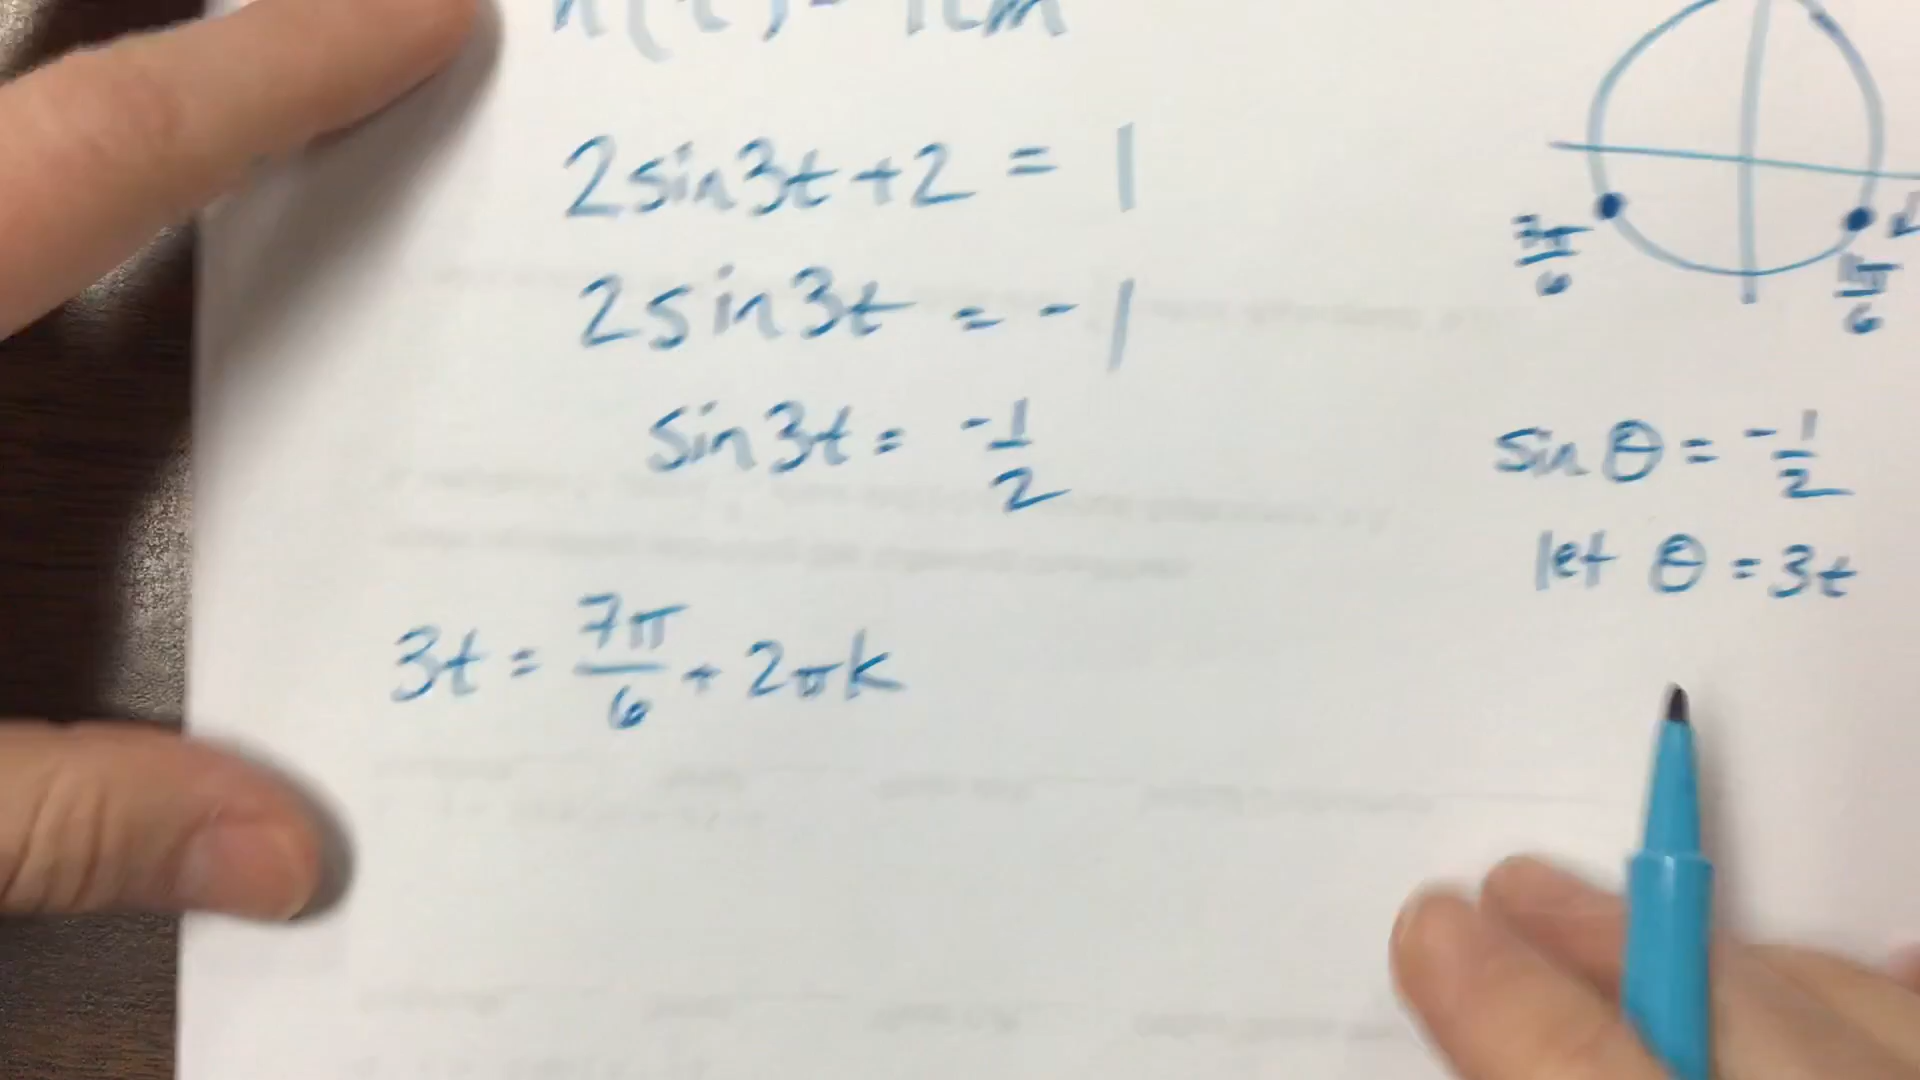 2sin3t+2 = 1
2sin3t = -1
sin3t = -1/2
3t = 7π/6 + 2πk
7π/6
11π/6
sin θ = -1/2
let θ = 3t